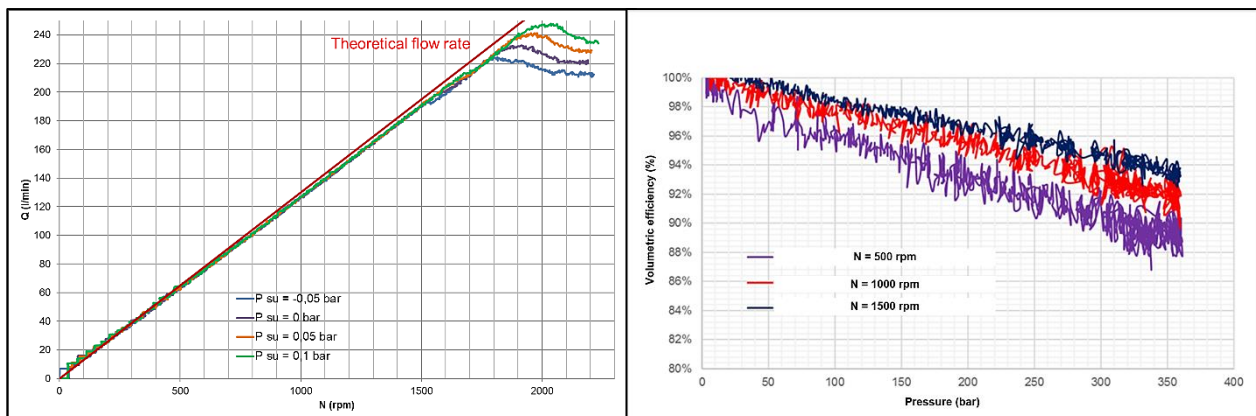 240
220
200
180
160
140
120
100
80
60
40
20
0
Q (l/min)
Theoretical flow rate
P su = -0,05 bar
P su = 0 bar
P su = 0,05 bar
P su = 0,1 bar
0 500 1000 1500 2000
N (rpm)
100%
98%
96%
94%
92%
90%
88%
86%
84%
82%
80%
Volumetric efficiency (%)
N = 500 rpm
N = 1000 rpm
N = 1500 rpm
0 50 100 150 200 250 300 350 400
Pressure (bar)